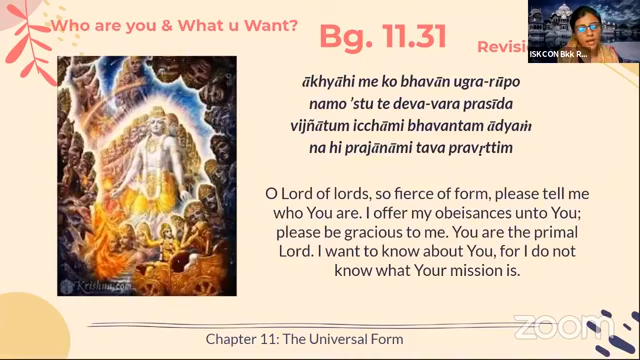 Who are you & What u Want?
Bg. 11.31
Revisi
ISKCON Bkk R...
ākhyāhi me ko bhavān ugra-rūpo
namo 'stu te deva-vara prasīda
vijñātum icchāmi bhavantam ādyaṁ
na hi prajānāmi tava pravṛttim
O Lord of lords, so fierce of form, please tell me
who You are. I offer my obeisances unto You;
please be gracious to me. You are the primal
Lord. I want to know about You, for I do not
know what Your mission is.
Krishna.com
Chapter 11: The Universal Form
zoom